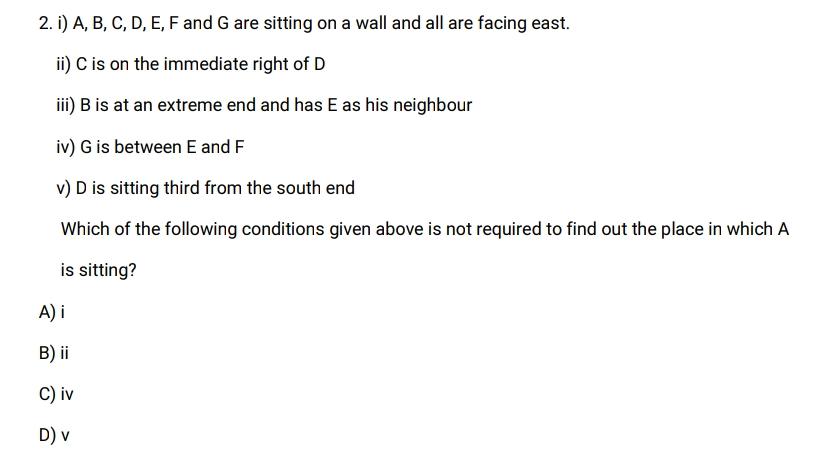 2. i) A, B, C, D, E, F and G are sitting on a wall and all are facing east.
ii) C is on the immediate right of D
iii) B is at an extreme end and has E as his neighbour
iv) G is between E and F
v) D is sitting third from the south end
Which of the following conditions given above is not required to find out the place in which A
is sitting?
A) i
B) ii
C) iv
D) v